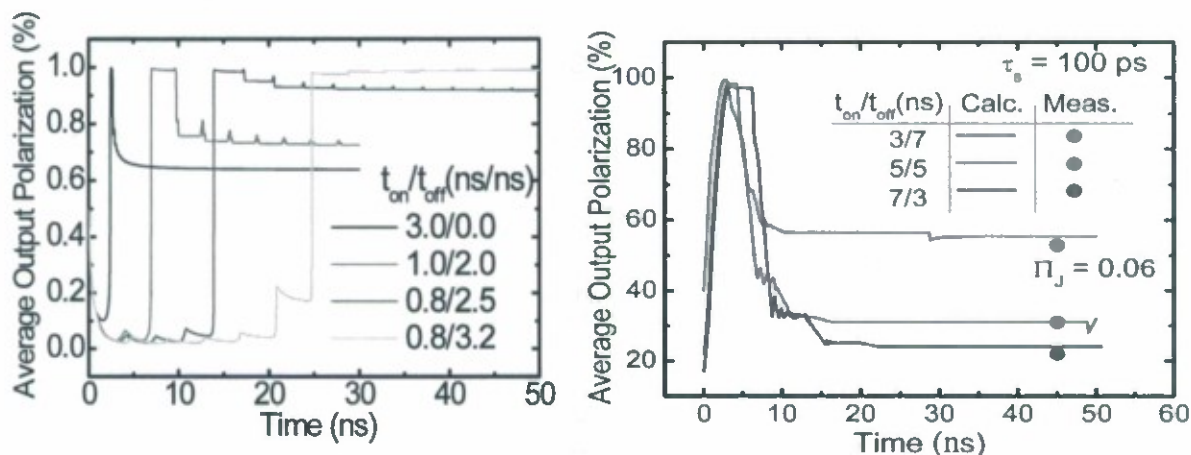 Average Output Polarization (%)
1.0
0.8
0.6
0.4
0.2
0.0
t_on/t_off(ns/ns)
3.0/0.0
1.0/2.0
0.8/2.5
0.8/3.2
0 10 20 30 40 50
Time (ns)
Average Output Polarization (%)
100
80
60
40
20
τ_s = 100 ps
t_on/t_off(ns) Calc. Meas.
3/7
5/5
7/3
Π_J = 0.06
0 10 20 30 40 50 60
Time (ns)